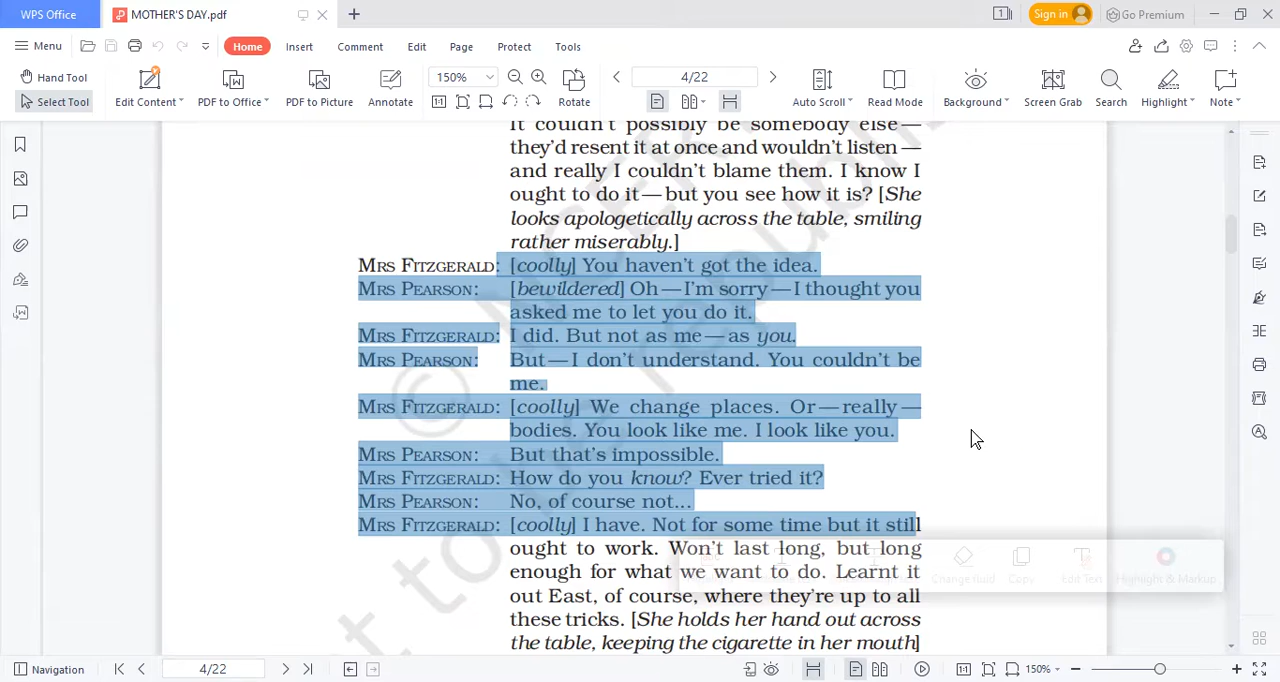 WPS Office
MOTHER'S DAY.pdf
Sign in
Go Premium
Menu
Home
Insert
Comment
Edit
Page
Protect
Tools
Hand Tool
Select Tool
Edit Content
PDF to Office
PDF to Picture
Annotate
150%
Rotate
4/22
Auto Scroll
Read Mode
Background
Screen Grab
Search
Highlight
Note
It couldn't possibly be somebody else—
they'd resent it at once and wouldn't listen —
and really I couldn't blame them. I know I
ought to do it — but you see how it is? [She
looks apologetically across the table, smiling
rather miserably.]
MRS FITZGERALD: [coolly] You haven't got the idea.
MRS PEARSON: [bewildered] Oh — I'm sorry — I thought you
asked me to let you do it.
MRS FITZGERALD: I did. But not as me — as you.
MRS PEARSON: But — I don't understand. You couldn't be
me.
MRS FITZGERALD: [coolly] We change places. Or — really —
bodies. You look like me. I look like you.
MRS PEARSON: But that's impossible.
MRS FITZGERALD: How do you know? Ever tried it?
MRS PEARSON: No, of course not...
MRS FITZGERALD: [coolly] I have. Not for some time but it still
ought to work. Won't last long, but long
enough for what we want to do. Learnt it
out East, of course, where they're up to all
these tricks. [She holds her hand out across
the table, keeping the cigarette in her mouth]
Change fluid
Copy
Edit Text
Highlight & Markup
Navigation
4/22
150%